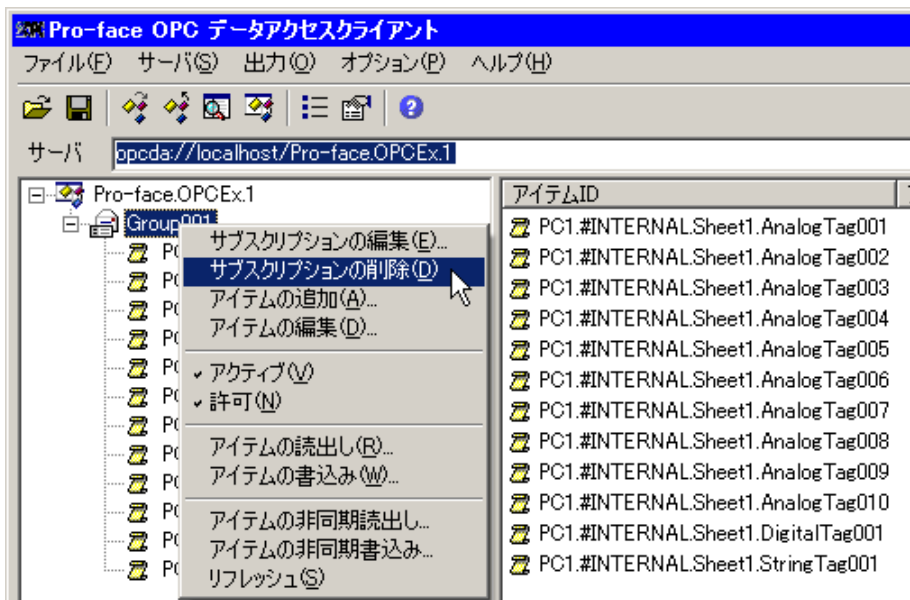 Pro-face OPC データアクセスクライアント
ファイル(F) サーバ(S) 出力(O) オプション(P) ヘルプ(H)
サーバ opcda://localhost/Pro-face.OPCEx.1
Pro-face.OPCEx.1
Group001
サブスクリプションの編集(E)...
サブスクリプションの削除(D)
アイテムの追加(A)...
アイテムの編集(D)...
アクティブ(V)
許可(N)
アイテムの読出し(R)...
アイテムの書込み(W)...
アイテムの非同期読出し...
アイテムの非同期書込み...
リフレッシュ(S)
アイテムID
PC1.#INTERNAL.Sheet1.AnalogTag001
PC1.#INTERNAL.Sheet1.AnalogTag002
PC1.#INTERNAL.Sheet1.AnalogTag003
PC1.#INTERNAL.Sheet1.AnalogTag004
PC1.#INTERNAL.Sheet1.AnalogTag005
PC1.#INTERNAL.Sheet1.AnalogTag006
PC1.#INTERNAL.Sheet1.AnalogTag007
PC1.#INTERNAL.Sheet1.AnalogTag008
PC1.#INTERNAL.Sheet1.AnalogTag009
PC1.#INTERNAL.Sheet1.AnalogTag010
PC1.#INTERNAL.Sheet1.DigitalTag001
PC1.#INTERNAL.Sheet1.StringTag001